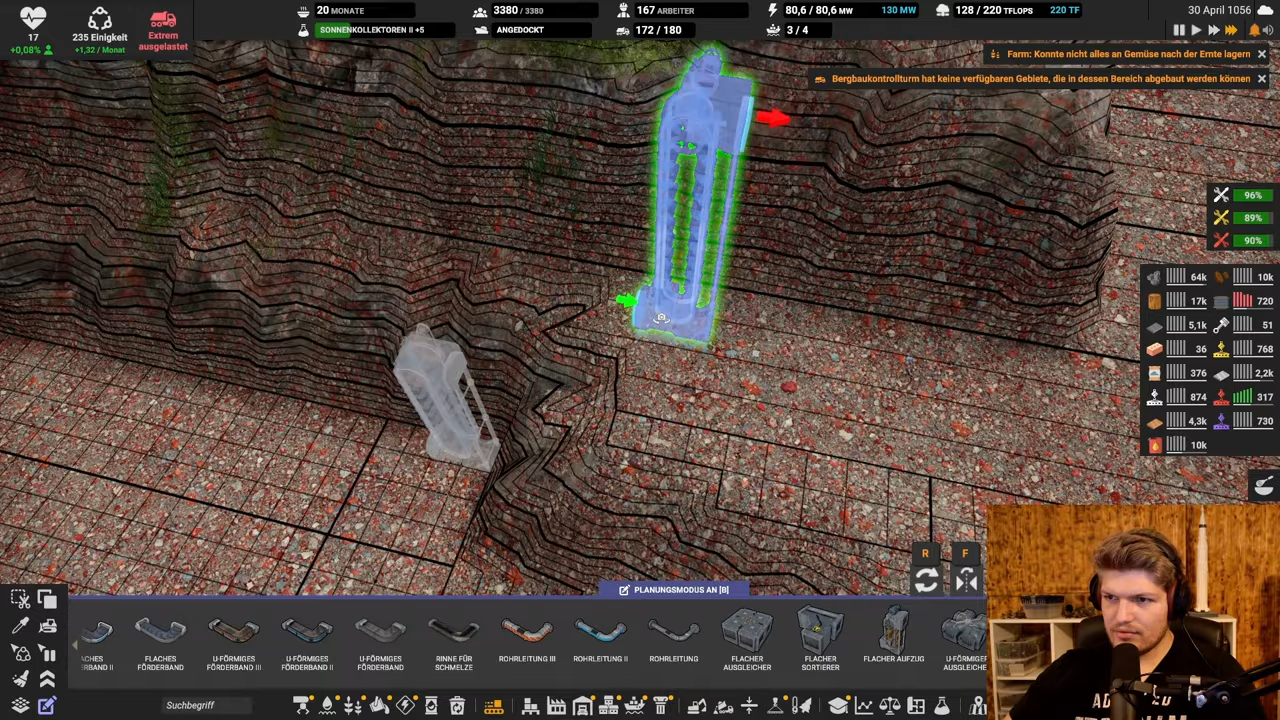 17
+0,08%
235 Einigkeit
+1,32 / Monat
Extrem ausgelastet
20 MONATE
SONNENKOLLEKTOREN II +5
3380 / 3380
ANGEDOCKT
167 ARBEITER
172 / 180
80,6 / 80,6 MW 130 MW
3 / 4
128 / 220 TFLOPS 220 TF
30 April 1056
Farm: Konnte nicht alles an Gemüse nach der Ernte lagern
Bergbaukontrollturm hat keine verfügbaren Gebiete, die in dessen Bereich abgebaut werden können
96%
89%
90%
64k 10k
17k 720
5,1k 51
36 768
376 2,2k
874 317
4,3k 730
10k
R F
PLANUNGSMODUS AN [B]
ACHES
ERBAND II
FLACHES
FÖRDERBAND
U-FÖRMIGES
FÖRDERBAND III
U-FÖRMIGES
FÖRDERBAND II
U-FÖRMIGES
FÖRDERBAND
RINNE FÜR
SCHMELZE
ROHRLEITUNG III
ROHRLEITUNG II
ROHRLEITUNG
FLACHER
AUSGLEICHER
FLACHER
SORTIERER
FLACHER AUFZUG
U-FÖRMIGE
AUSGLEICHE
Suchbegriff